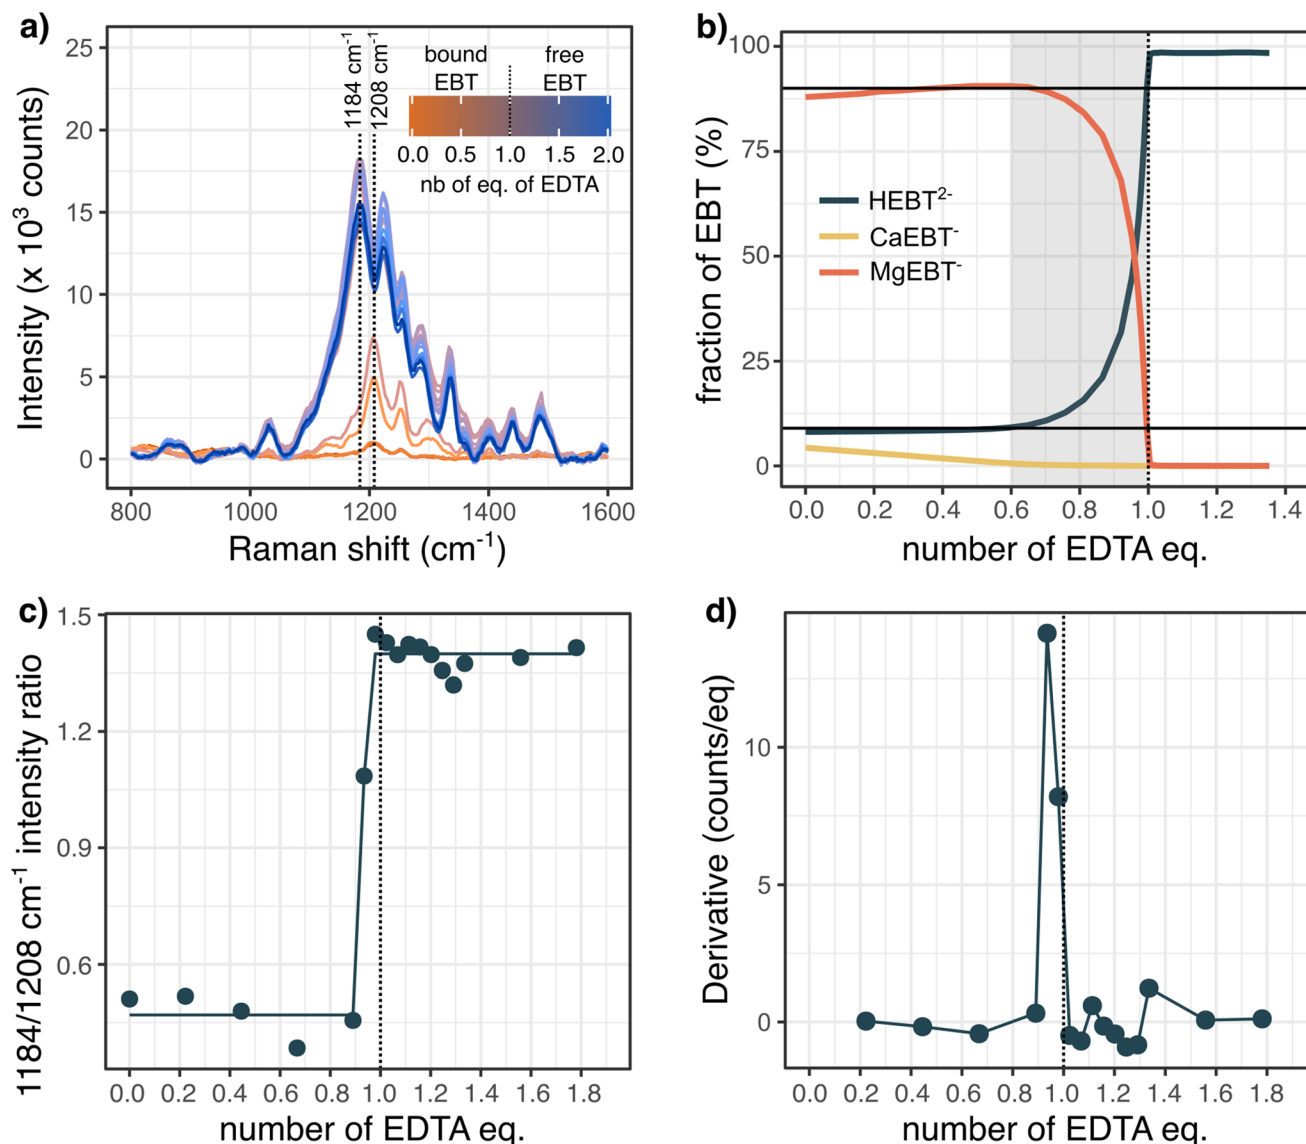 a)
Intensity (x 10³ counts)
25
20
15
10
5
0
1184 cm⁻¹
1208 cm⁻¹
bound EBT
free EBT
0.0 0.5 1.0 1.5 2.0
nb of eq. of EDTA
800 1000 1200 1400 1600
Raman shift (cm⁻¹)
b)
fraction of EBT (%)
100
75
50
25
0
HEBT²⁻
CaEBT⁻
MgEBT⁻
0.0 0.2 0.4 0.6 0.8 1.0 1.2 1.4
number of EDTA eq.
c)
1184/1208 cm⁻¹ intensity ratio
1.5
1.2
0.9
0.6
0.0 0.2 0.4 0.6 0.8 1.0 1.2 1.4 1.6 1.8
number of EDTA eq.
d)
Derivative (counts/eq)
10
5
0
0.0 0.2 0.4 0.6 0.8 1.0 1.2 1.4 1.6 1.8
number of EDTA eq.